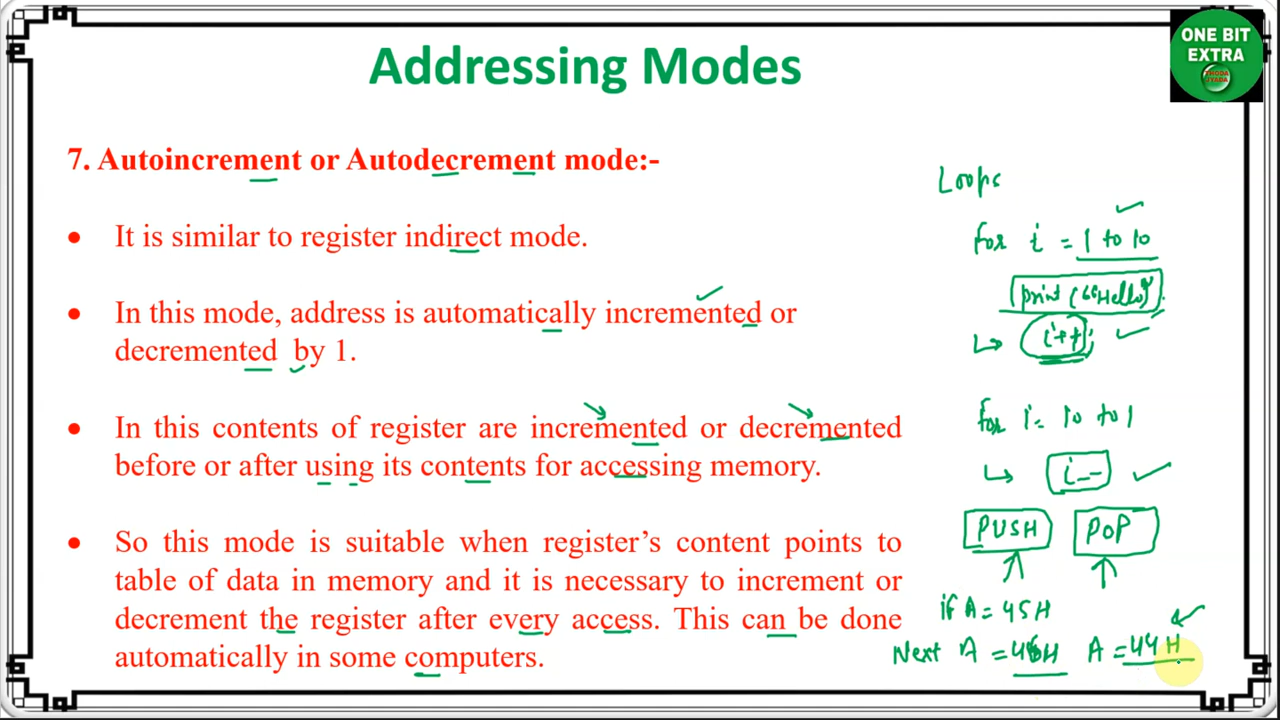 Addressing Modes
ONE BIT
EXTRA
THODA
JYADA
7. Autoincrement or Autodecrement mode:-
• It is similar to register indirect mode.
• In this mode, address is automatically incremented or
decremented by 1.
• In this contents of register are incremented or decremented
before or after using its contents for accessing memory.
• So this mode is suitable when register's content points to
table of data in memory and it is necessary to increment or
decrement the register after every access. This can be done
automatically in some computers.
Loops
for i = 1 to 10
print ("Hello")
i++;
for i = 10 to 1
i--
PUSH POP
if A = 45H
Next A = 46H A = 44H